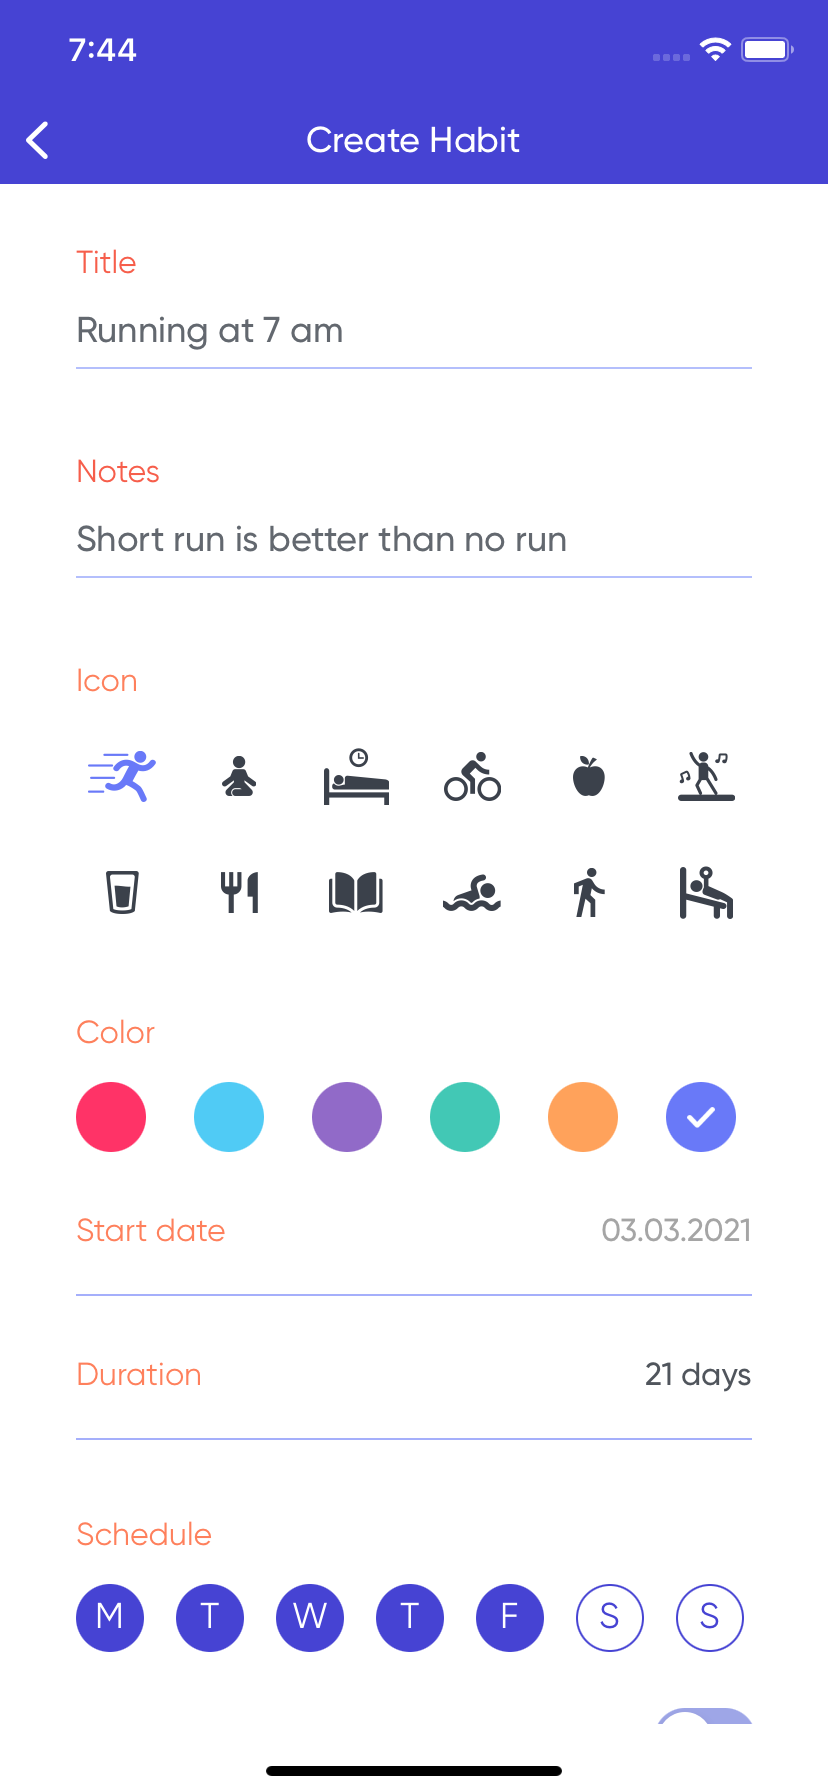 7:44
Create Habit
Title
Running at 7 am
Notes
Short run is better than no run
Icon
Color
Start date 03.03.2021
Duration 21 days
Schedule
M T W T F S S